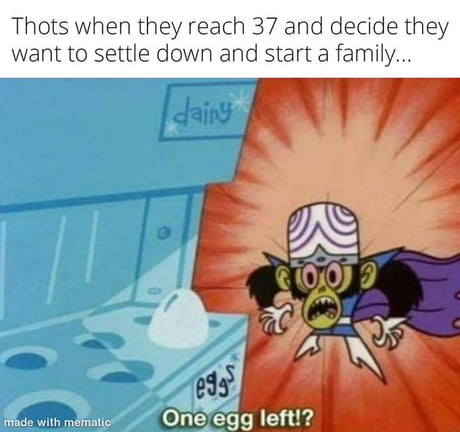 Thots when they reach 37 and decide they
want to settle down and start a family...
dairy
eggs
made with mematic
One egg left!?